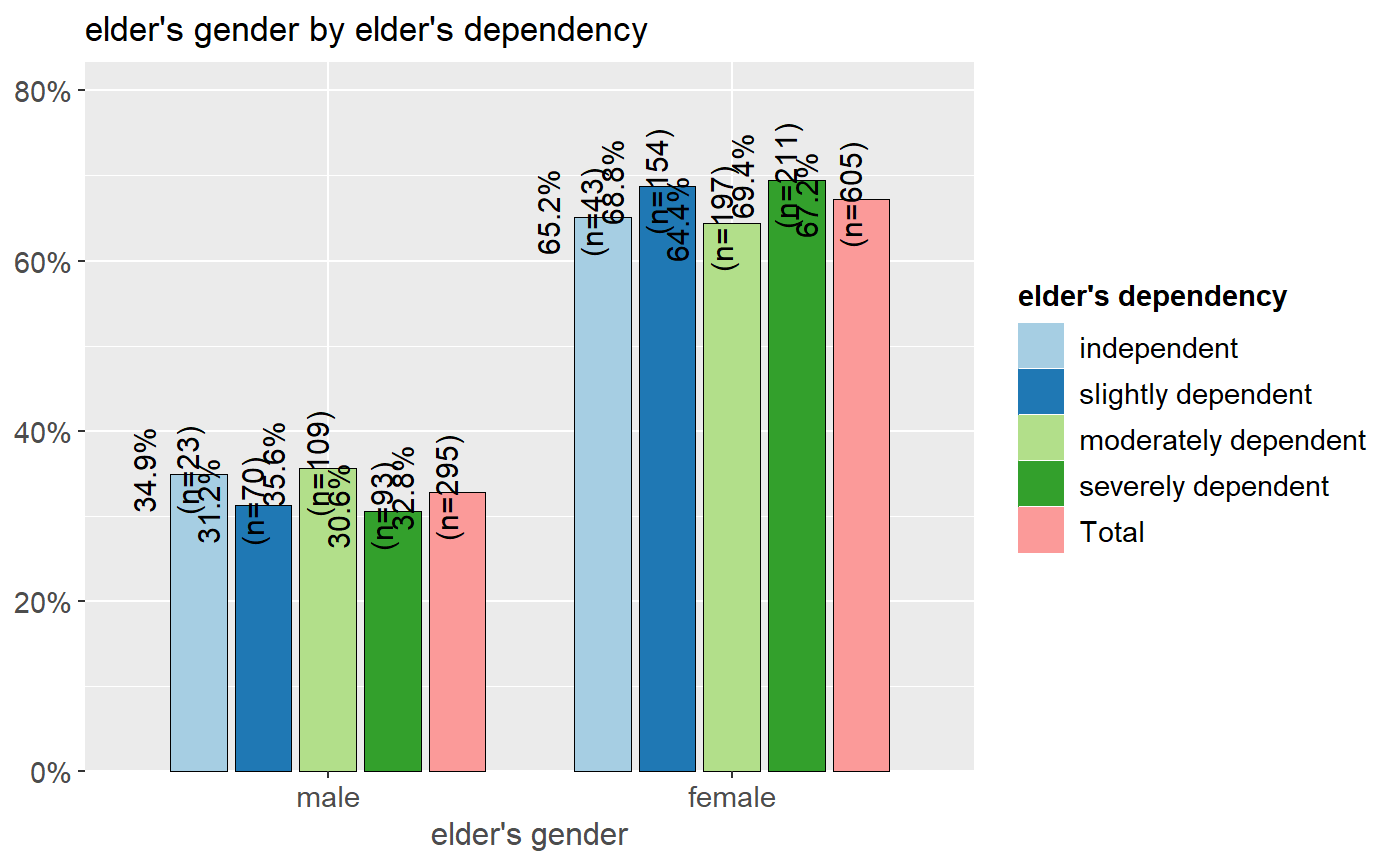 elder's gender by elder's dependency
80%
60%
40%
20%
0%
34.9%
(n=23)
31.2%
(n=70)
35.6%
(n=109)
30.6%
(n=93)
32.8%
(n=295)
65.2%
(n=43)
68.8%
(n=154)
64.4%
(n=197)
69.4%
(n=211)
67.2%
(n=605)
male
female
elder's gender
elder's dependency
independent
slightly dependent
moderately dependent
severely dependent
Total